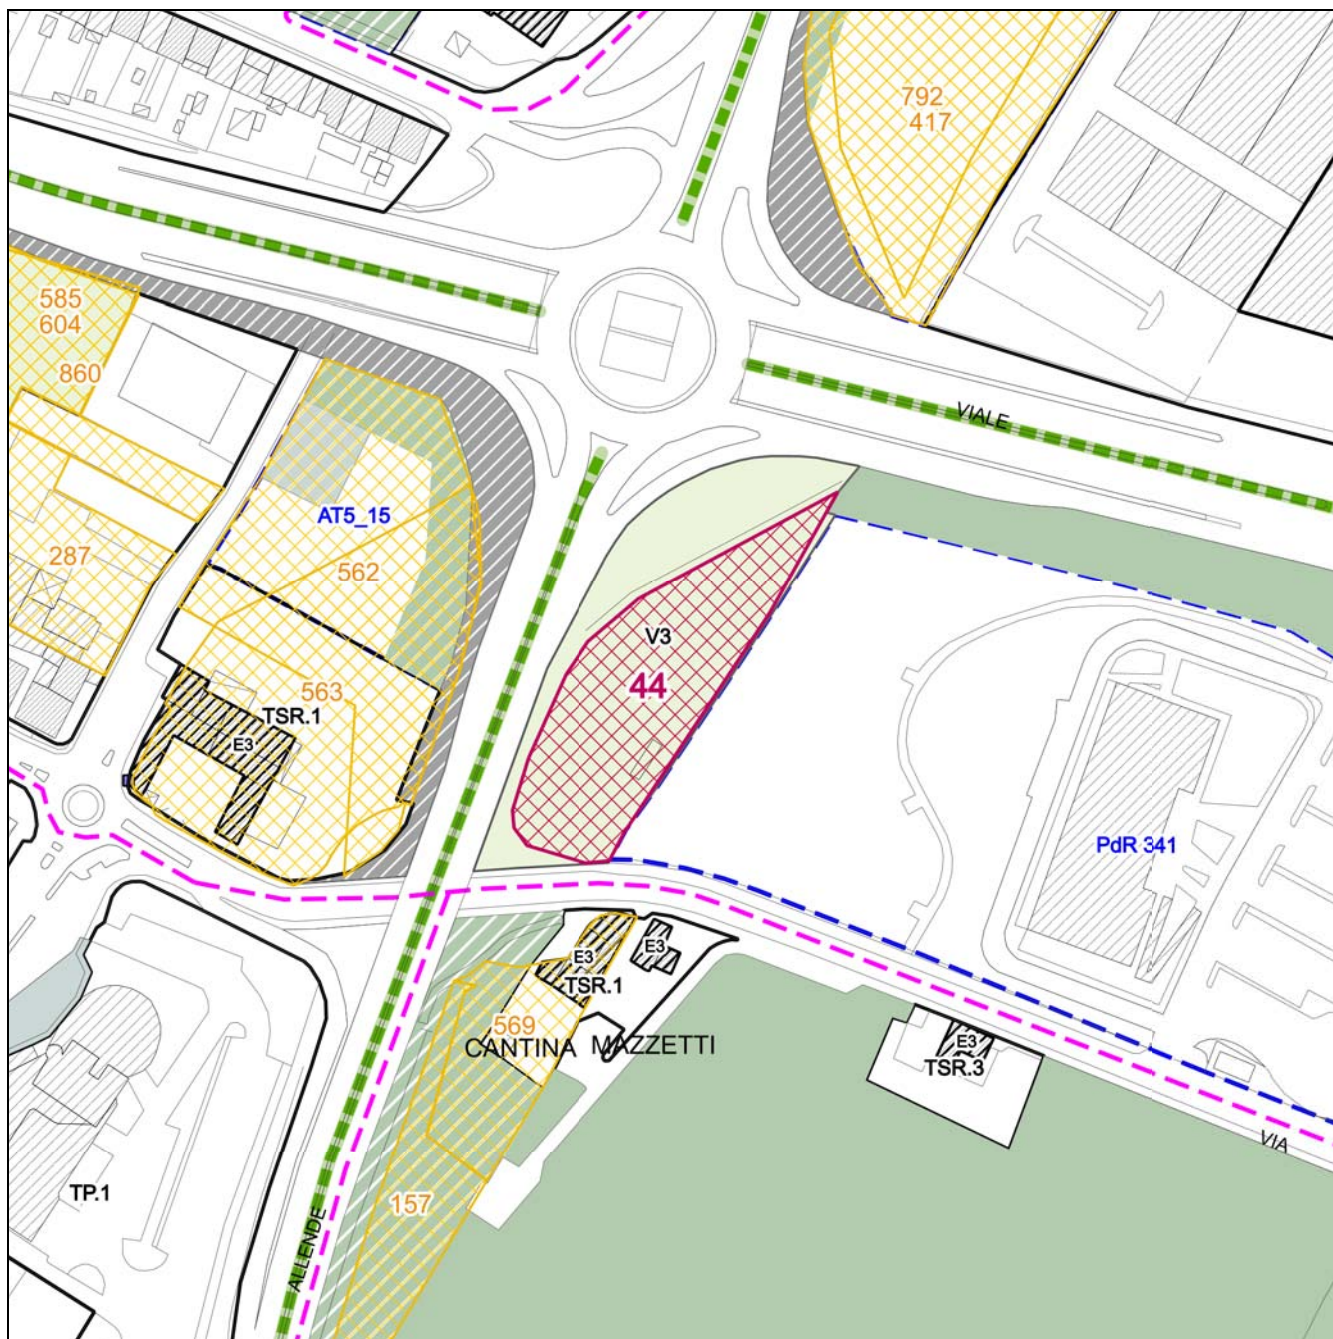 792
417
585
604
860
VIALE
AT5_15
287
562
V3
44
563
TSR.1
E3
PdR 341
E3
E3
TSR.1
569
CANTINA MAZZETTI
E3
TSR.3
VIA
TP.1
157
ALLENDE